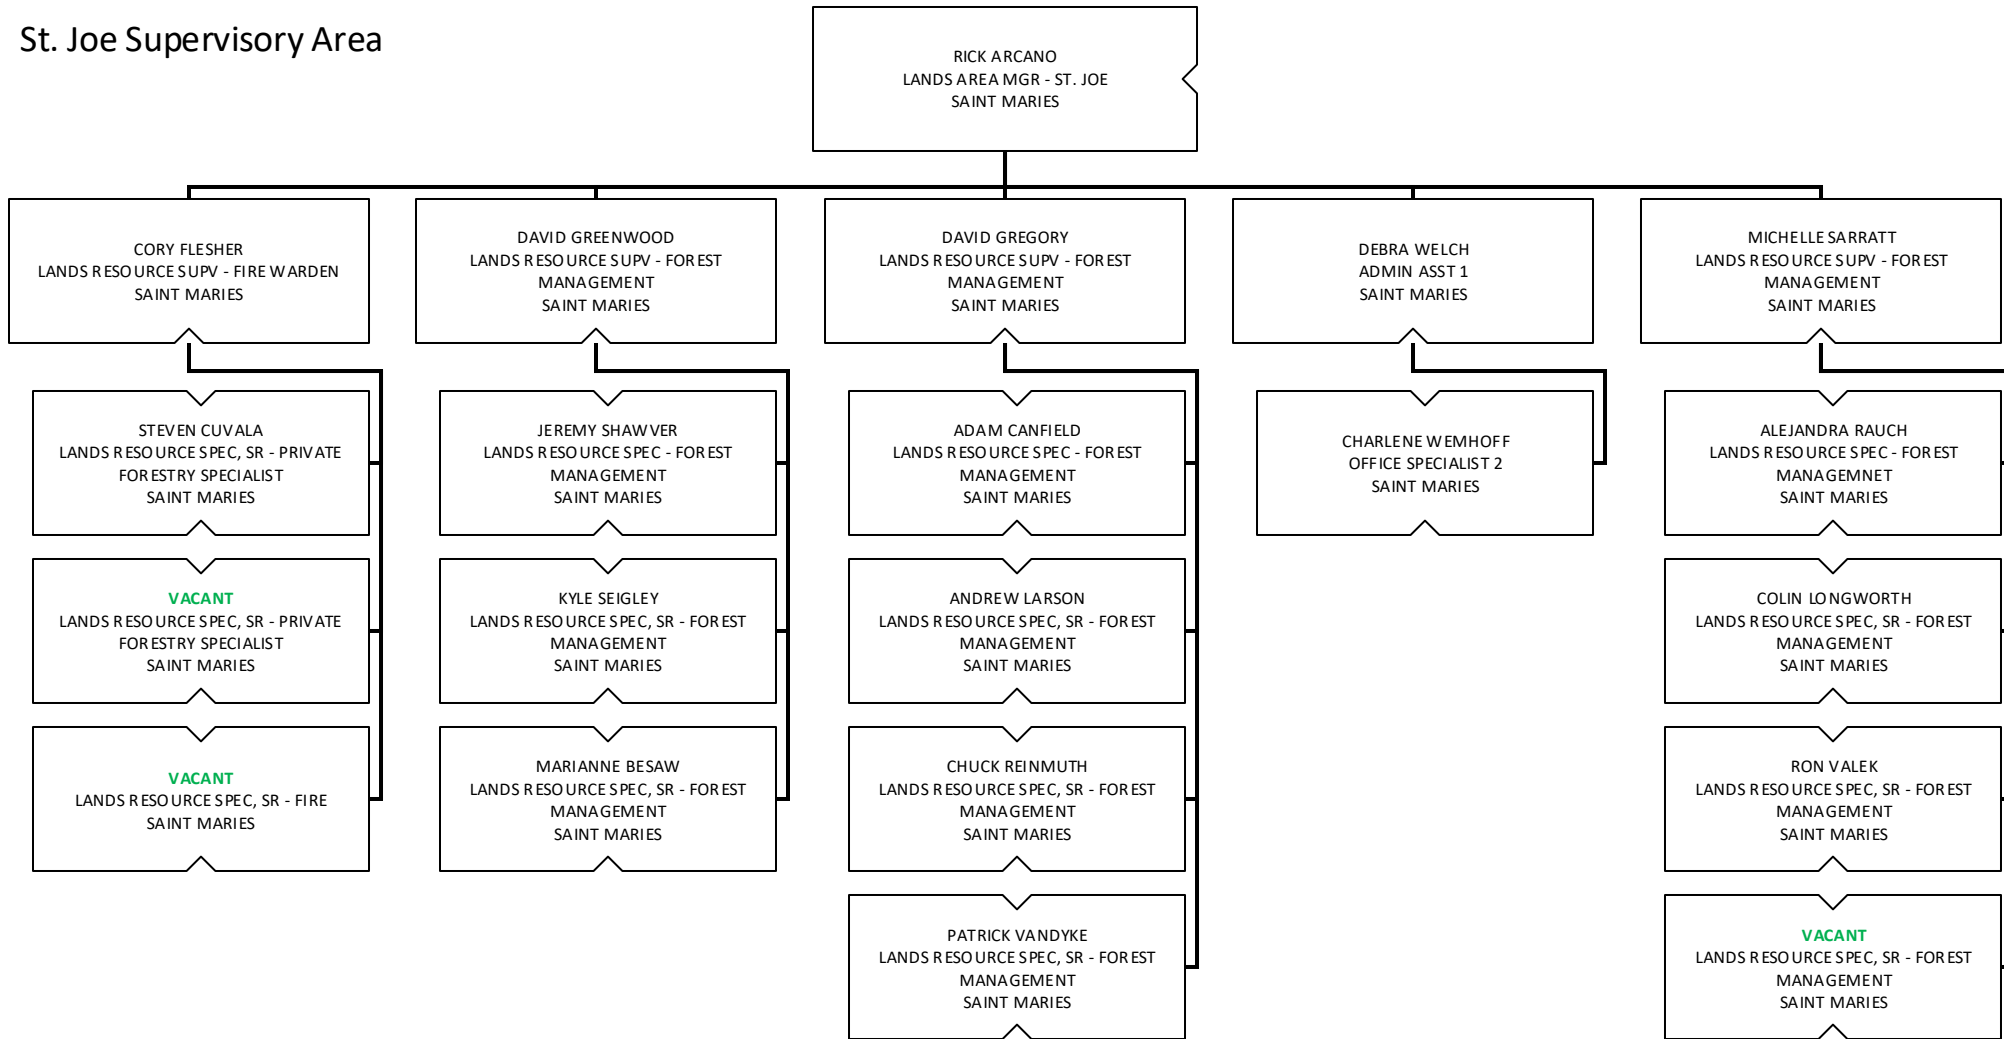 St. Joe Supervisory Area
RICK ARCANO
LANDS AREA MGR - ST. JOE
SAINT MARIES
CORY FLESHER
LANDS RESOURCE SUPV - FIRE WARDEN
SAINT MARIES
DAVID GREENWOOD
LANDS RESOURCE SUPV - FOREST
MANAGEMENT
SAINT MARIES
DAVID GREGORY
LANDS RESOURCE SUPV - FOREST
MANAGEMENT
SAINT MARIES
DEBRA WELCH
ADMIN ASST 1
SAINT MARIES
MICHELLE SARRATT
LANDS RESOURCE SUPV - FOREST
MANAGEMENT
SAINT MARIES
STEVEN CUVALA
LANDS RESOURCE SPEC, SR - PRIVATE
FORESTRY SPECIALIST
SAINT MARIES
VACANT
LANDS RESOURCE SPEC, SR - PRIVATE
FORESTRY SPECIALIST
SAINT MARIES
VACANT
LANDS RESOURCE SPEC, SR - FIRE
SAINT MARIES
JEREMY SHAWVER
LANDS RESOURCE SPEC - FOREST
MANAGEMENT
SAINT MARIES
KYLE SEIGLEY
LANDS RESOURCE SPEC, SR - FOREST
MANAGEMENT
SAINT MARIES
MARIANNE BESAW
LANDS RESOURCE SPEC, SR - FOREST
MANAGEMENT
SAINT MARIES
ADAM CANFIELD
LANDS RESOURCE SPEC - FOREST
MANAGEMENT
SAINT MARIES
ANDREW LARSON
LANDS RESOURCE SPEC, SR - FOREST
MANAGEMENT
SAINT MARIES
CHUCK REINMUTH
LANDS RESOURCE SPEC, SR - FOREST
MANAGEMENT
SAINT MARIES
PATRICK VANDYKE
LANDS RESOURCE SPEC, SR - FOREST
MANAGEMENT
SAINT MARIES
CHARLENE WEMHOFF
OFFICE SPECIALIST 2
SAINT MARIES
ALEJANDRA RAUCH
LANDS RESOURCE SPEC - FOREST
MANAGEMNET
SAINT MARIES
COLIN LONGWORTH
LANDS RESOURCE SPEC, SR - FOREST
MANAGEMENT
SAINT MARIES
RON VALEK
LANDS RESOURCE SPEC, SR - FOREST
MANAGEMENT
SAINT MARIES
VACANT
LANDS RESOURCE SPEC, SR - FOREST
MANAGEMENT
SAINT MARIES